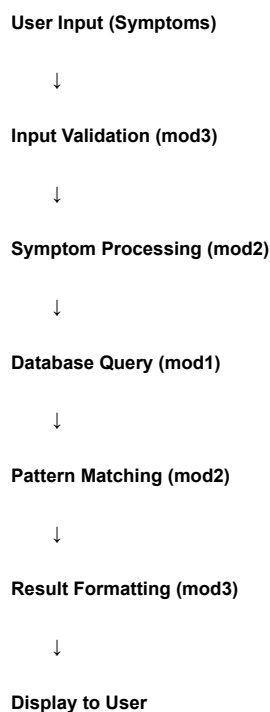 User Input (Symptoms)
↓
Input Validation (mod3)
↓
Symptom Processing (mod2)
↓
Database Query (mod1)
↓
Pattern Matching (mod2)
↓
Result Formatting (mod3)
↓
Display to User